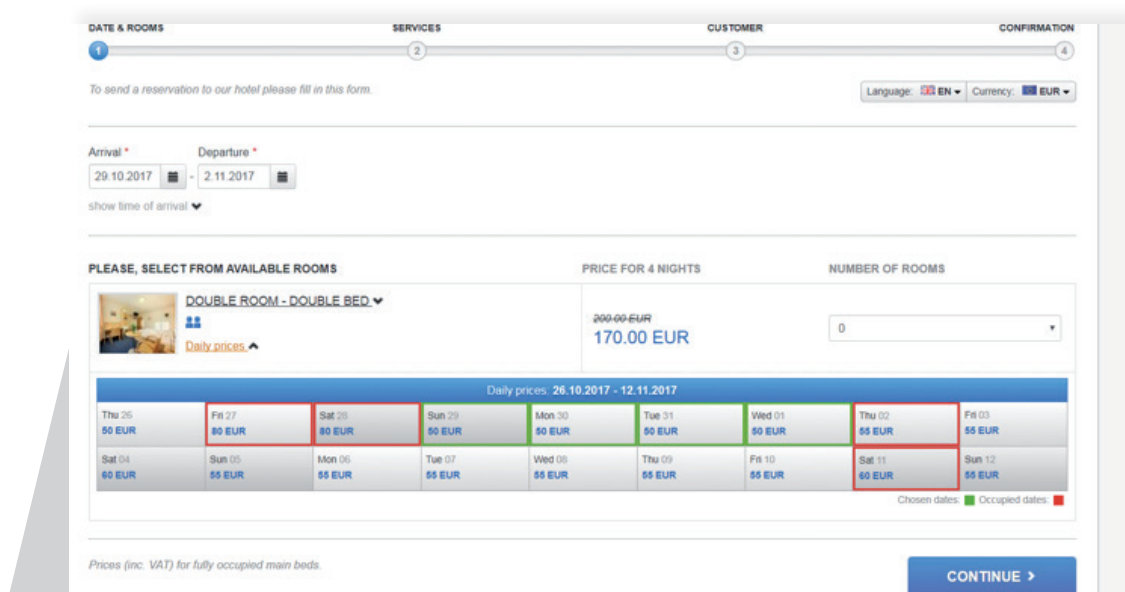 DATE & ROOMS SERVICES CUSTOMER CONFIRMATION
1 2 3 4
To send a reservation to our hotel please fill in this form.
Language: EN Currency: EUR
Arrival * Departure *
29.10.2017 - 2.11.2017
show time of arrival
PLEASE, SELECT FROM AVAILABLE ROOMS PRICE FOR 4 NIGHTS NUMBER OF ROOMS
DOUBLE ROOM - DOUBLE BED
200.00 EUR
170.00 EUR
0
Daily prices
Daily prices: 26.10.2017 - 12.11.2017
Thu 26 Fri 27 Sat 28 Sun 29 Mon 30 Tue 31 Wed 01 Thu 02 Fri 03
50 EUR 80 EUR 80 EUR 50 EUR 50 EUR 50 EUR 50 EUR 55 EUR 55 EUR
Sat 04 Sun 05 Mon 06 Tue 07 Wed 08 Thu 09 Fri 10 Sat 11 Sun 12
60 EUR 55 EUR 55 EUR 55 EUR 55 EUR 55 EUR 55 EUR 60 EUR 55 EUR
Chosen dates: Occupied dates:
Prices (inc. VAT) for fully occupied main beds.
CONTINUE >